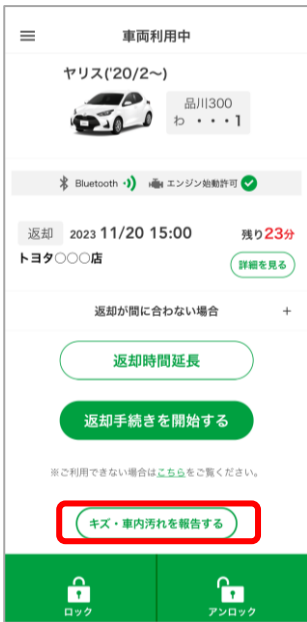 車両利用中
ヤリス('20/2～)
品川300
わ ・・・1
Bluetooth エンジン始動許可
返却 2023 11/20 15:00 残り23分
トヨタ〇〇〇店 詳細を見る
返却が間に合わない場合 +
返却時間延長
返却手続きを開始する
※ご利用できない場合はこちらをご覧ください。
キズ・車内汚れを報告する
ロック アンロック